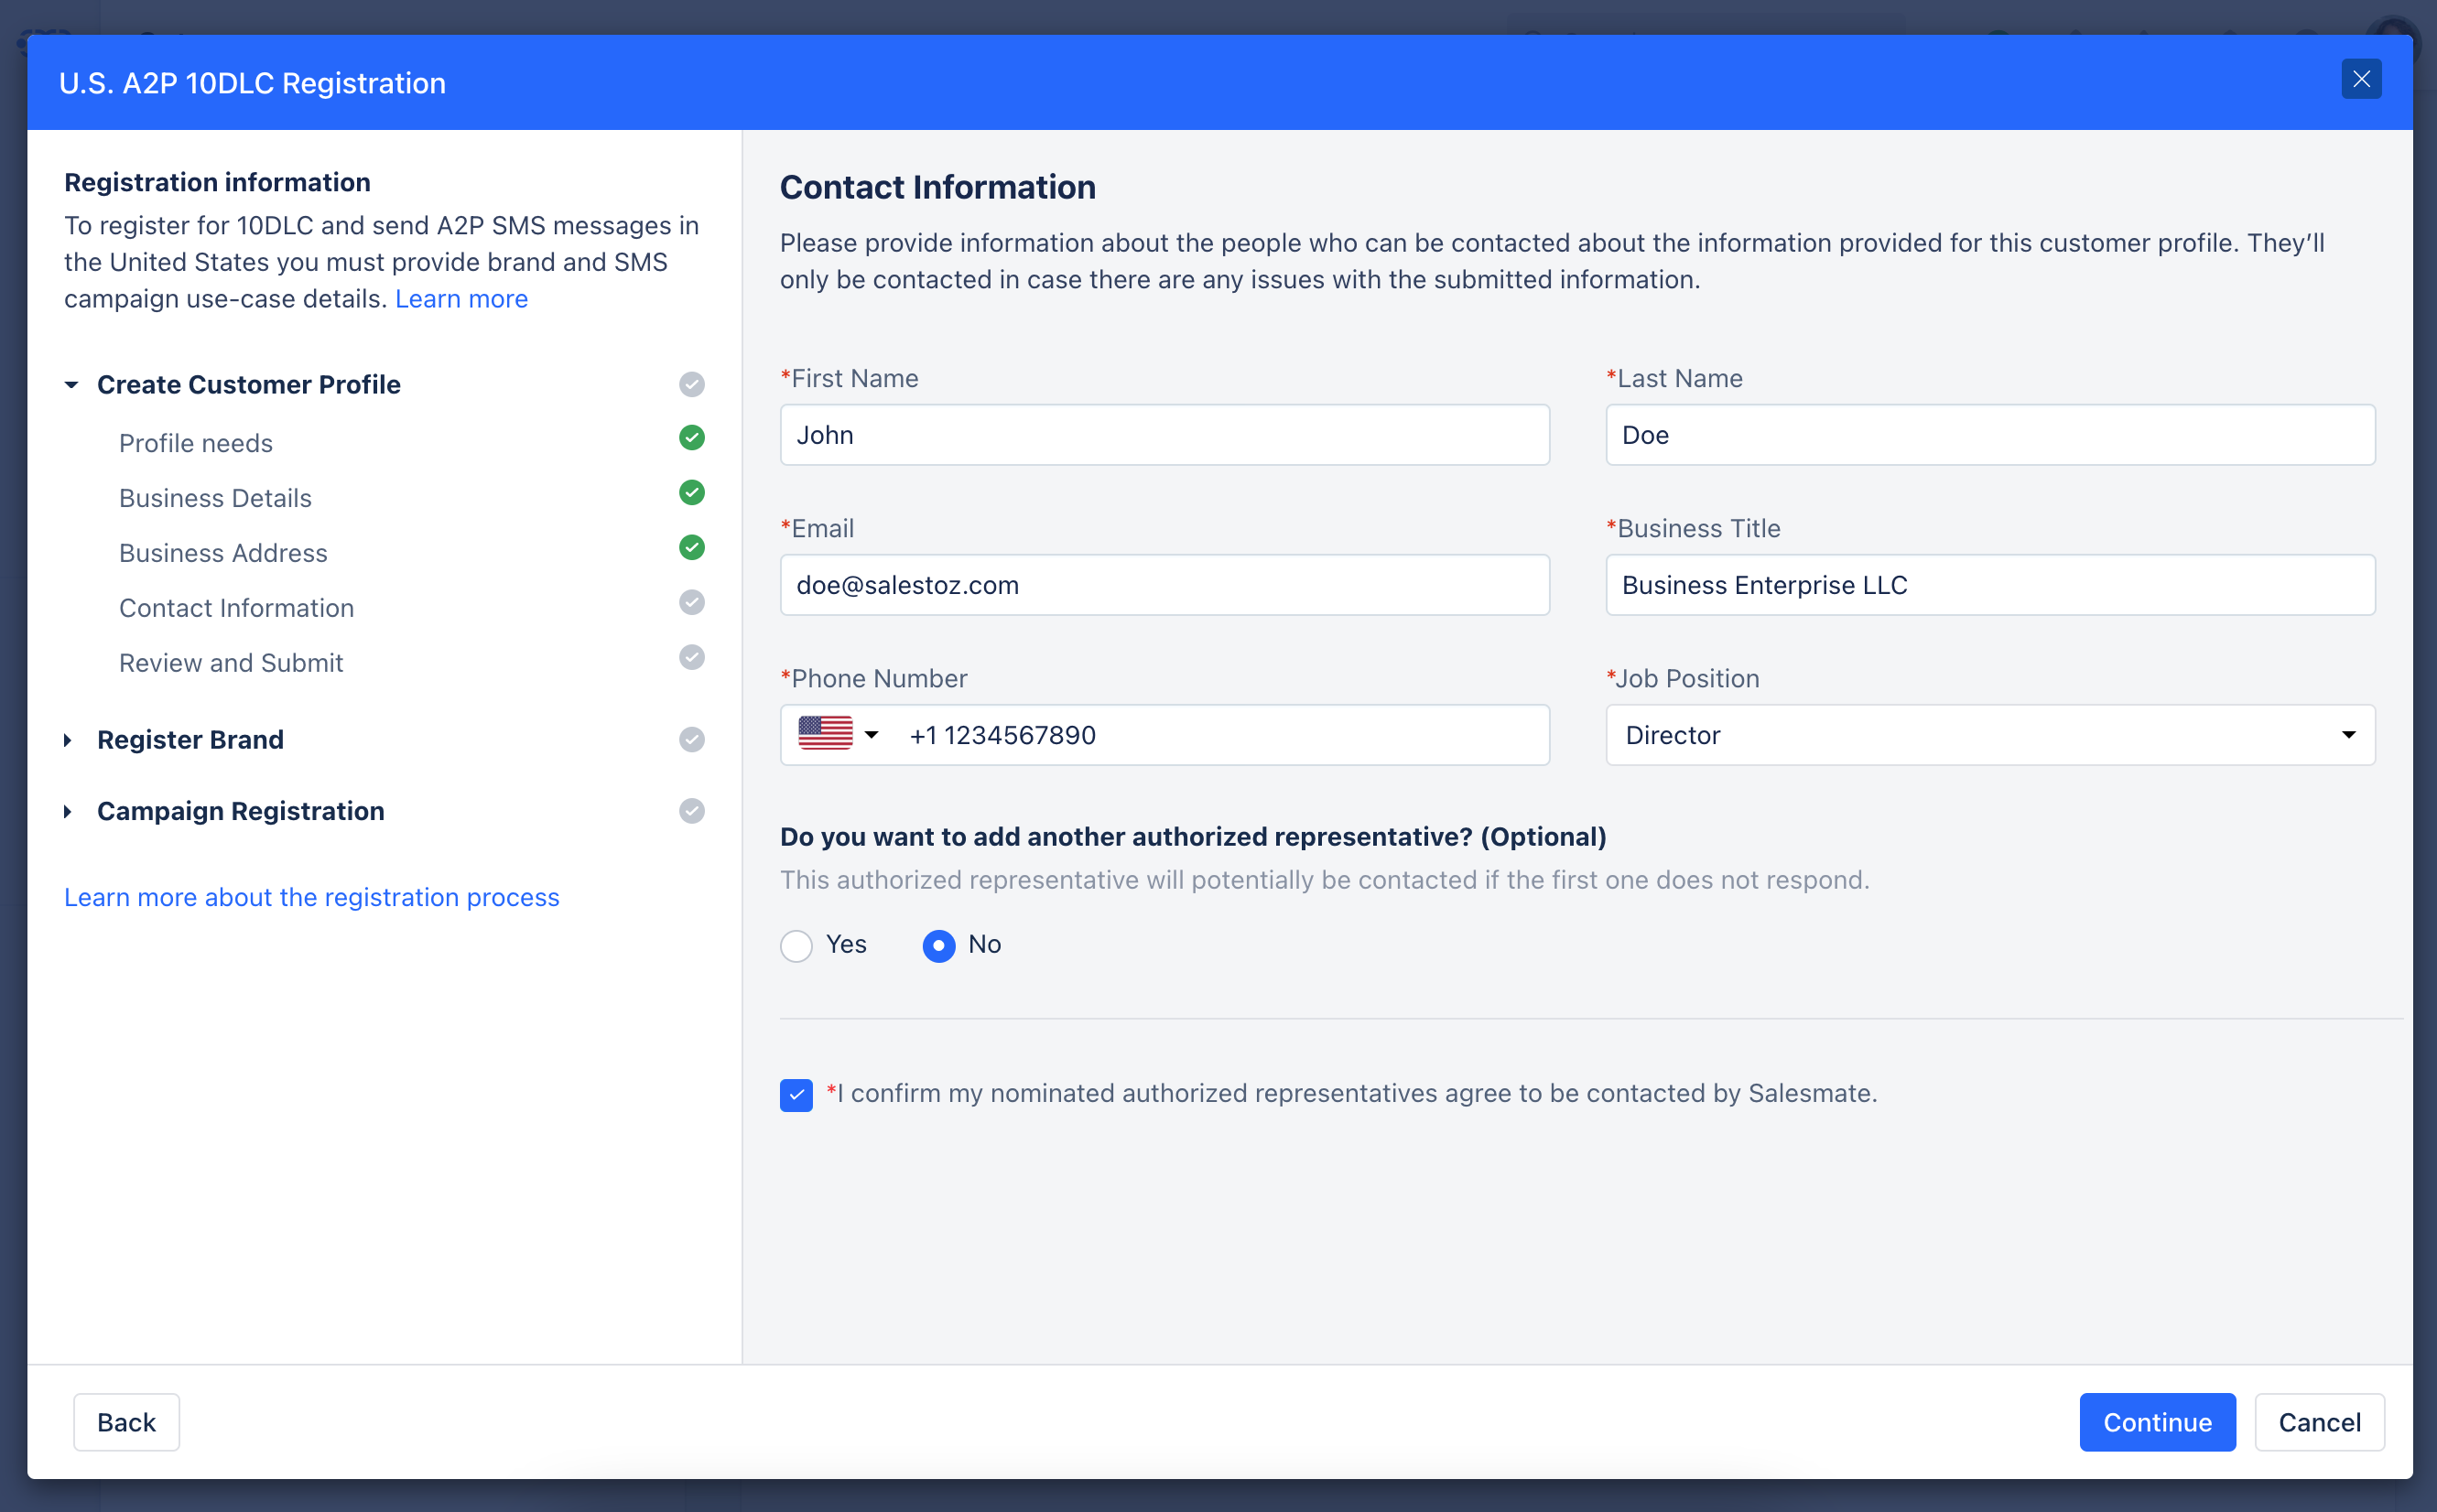 U.S. A2P 10DLC Registration
Registration information
To register for 10DLC and send A2P SMS messages in
the United States you must provide brand and SMS
campaign use-case details. Learn more
Create Customer Profile
Profile needs
Business Details
Business Address
Contact Information
Review and Submit
Register Brand
Campaign Registration
Learn more about the registration process
Contact Information
Please provide information about the people who can be contacted about the information provided for this customer profile. They’ll
only be contacted in case there are any issues with the submitted information.
*First Name
*Last Name
John
Doe
*Email
*Business Title
doe@salestoz.com
Business Enterprise LLC
*Phone Number
*Job Position
+1 1234567890
Director
Do you want to add another authorized representative? (Optional)
This authorized representative will potentially be contacted if the first one does not respond.
Yes
No
*I confirm my nominated authorized representatives agree to be contacted by Salesmate.
Back
Continue
Cancel